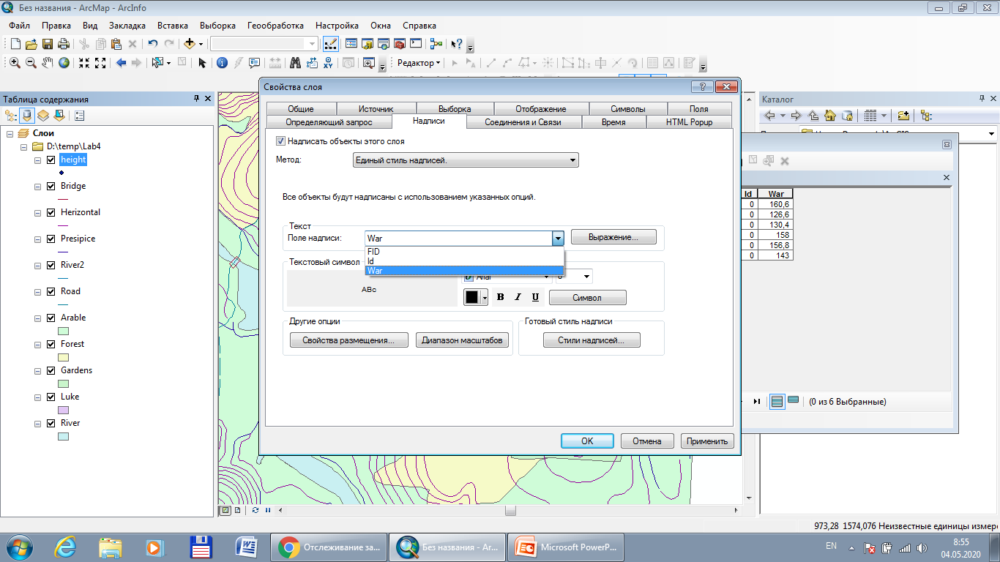 Без названия - ArcMap - ArcInfo
Файл Правка Вид Закладка Вставка Выборка Геообработка Настройка Окна Справка
Редактор
Таблица содержания
Слои
D:\temp\Lab4
height
Bridge
Herizontal
Presipice
River2
Road
Arable
Forest
Gardens
Luke
River
Свойства слоя
Общие Источник Выборка Отображение Символы Поля
Определяющий запрос Надписи Соединения и Связи Время HTML Popup
Надписать объекты этого слоя
Метод: Единый стиль надписей.
Все объекты будут надписаны с использованием указанных опций.
Текст
Поле надписи: War Выражение...
FID
Id
War
Текстовый символ
Arial
ABC
B I U Символ
Другие опции
Свойства размещения... Диапазон масштабов
Готовый стиль надписи
Стили надписей...
OK Отмена Применить
Каталог
Id War
0 160,6
0 126,6
0 130,4
0 158
0 156,8
0 143
(0 из 6 Выбранные)
973,28 1574,076 Неизвестные единицы измере
Отслеживание за...
Без названия - Ar...
Microsoft PowerP...
EN
8:55
04.05.2020